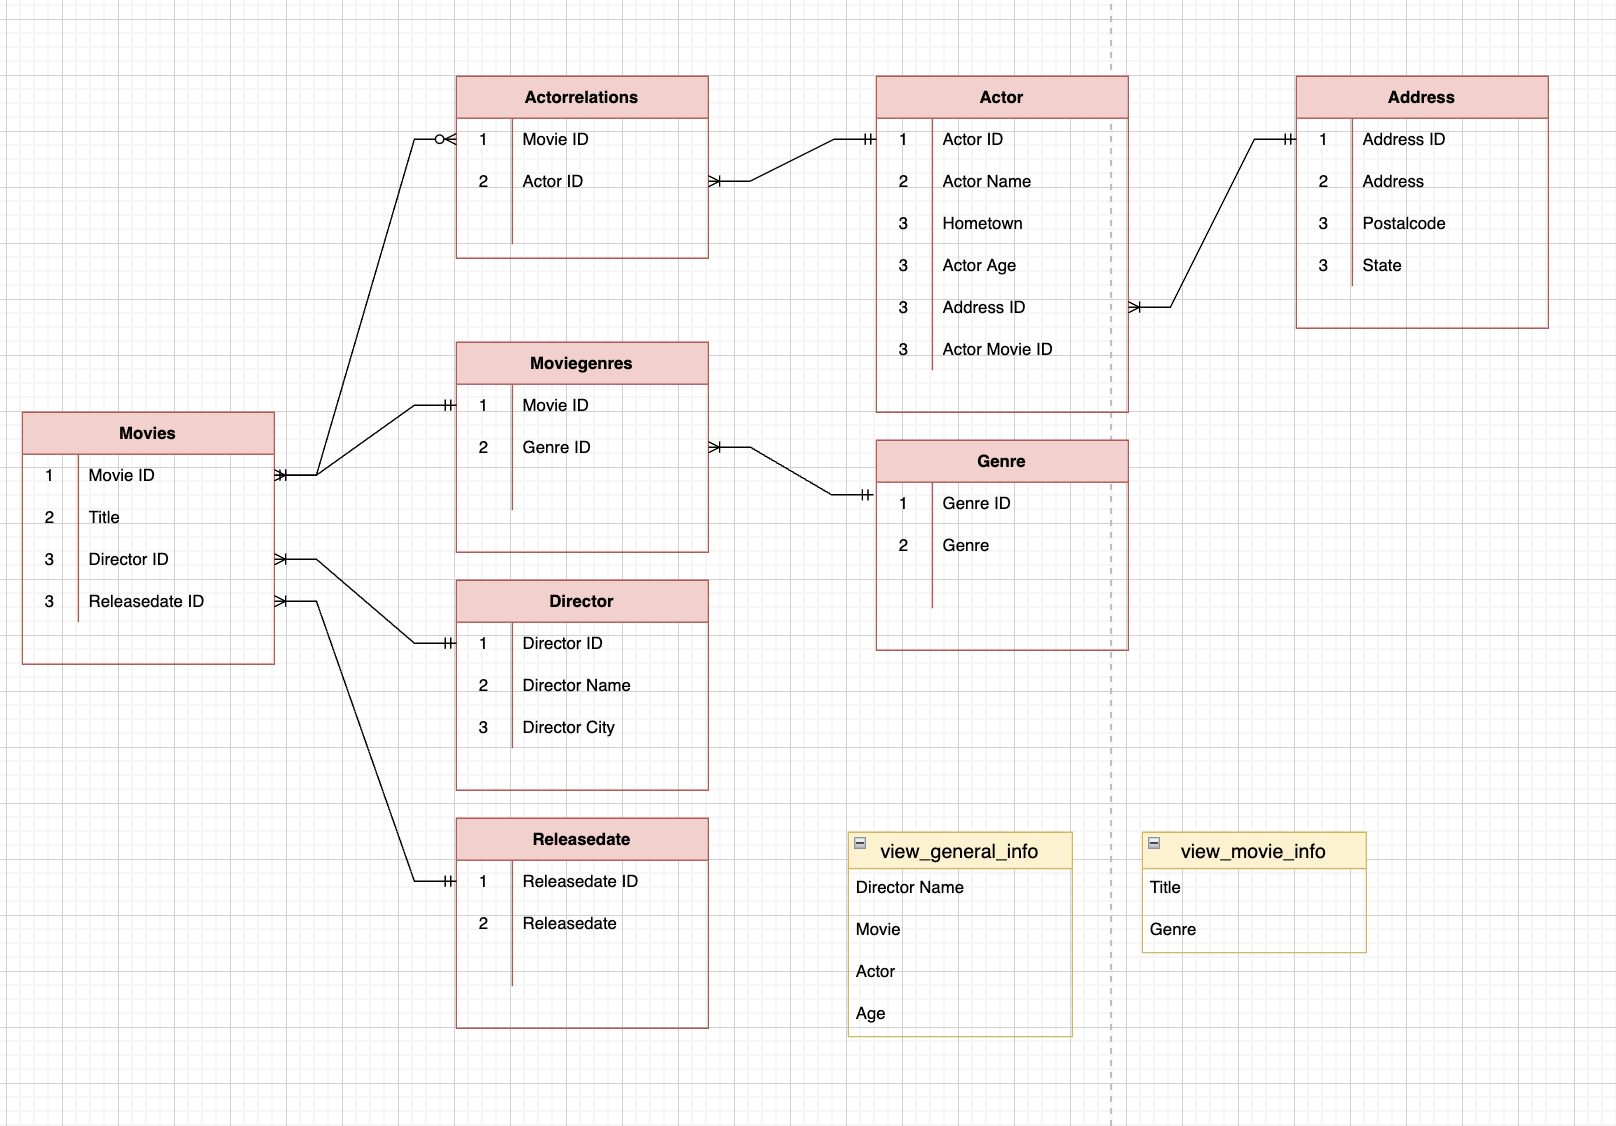 Actorrelations
1 Movie ID
2 Actor ID
Actor
1 Actor ID
2 Actor Name
3 Hometown
3 Actor Age
3 Address ID
3 Actor Movie ID
Address
1 Address ID
2 Address
3 Postalcode
3 State
Movies
1 Movie ID
2 Title
3 Director ID
3 Releasedate ID
Moviegenres
1 Movie ID
2 Genre ID
Genre
1 Genre ID
2 Genre
Director
1 Director ID
2 Director Name
3 Director City
Releasedate
1 Releasedate ID
2 Releasedate
view_general_info
Director Name
Movie
Actor
Age
view_movie_info
Title
Genre